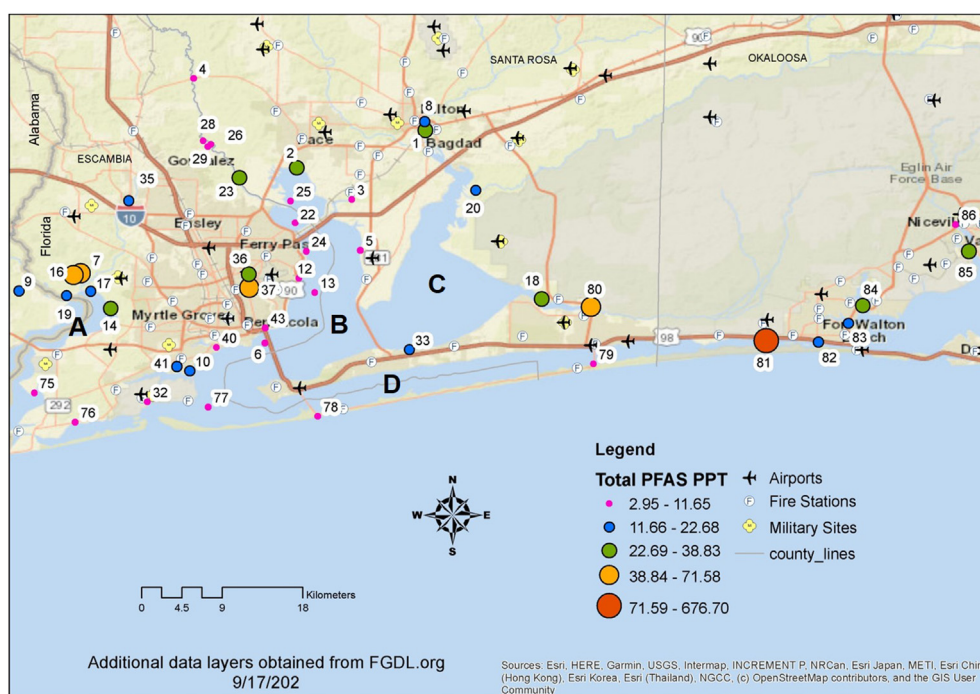 4
SANTA ROSA
OKALOOSA
90
8
Milton
1
Bagdad
Alabama
ESCAMBIA
28
26
29
Gonzalez
2
Pace
23
25
3
35
10
Ensley
22
20
Eglin Air
Force Base
Florida
Ferry Pass
24
5
Niceville
86
85
16
7
36
12
9
17
37
90
13
C
18
80
84
19
14
A
Myrtle Grove
Pensacola
43
B
Fort Walton
Beach
83
40
6
33
98
79
81
82
41
10
D
75
32
77
78
292
76
Legend
Total PFAS PPT
2.95 - 11.65
11.66 - 22.68
22.69 - 38.83
38.84 - 71.58
71.59 - 676.70
Airports
Fire Stations
Military Sites
county_lines
N
W E
S
Kilometers
0 4.5 9 18
Additional data layers obtained from FGDL.org
9/17/202
Sources: Esri, HERE, Garmin, USGS, Intermap, INCREMENT P, NRCan, Esri Japan, METI, Esri Chin
(Hong Kong), Esri Korea, Esri (Thailand), NGCC, (c) OpenStreetMap contributors, and the GIS User
Community